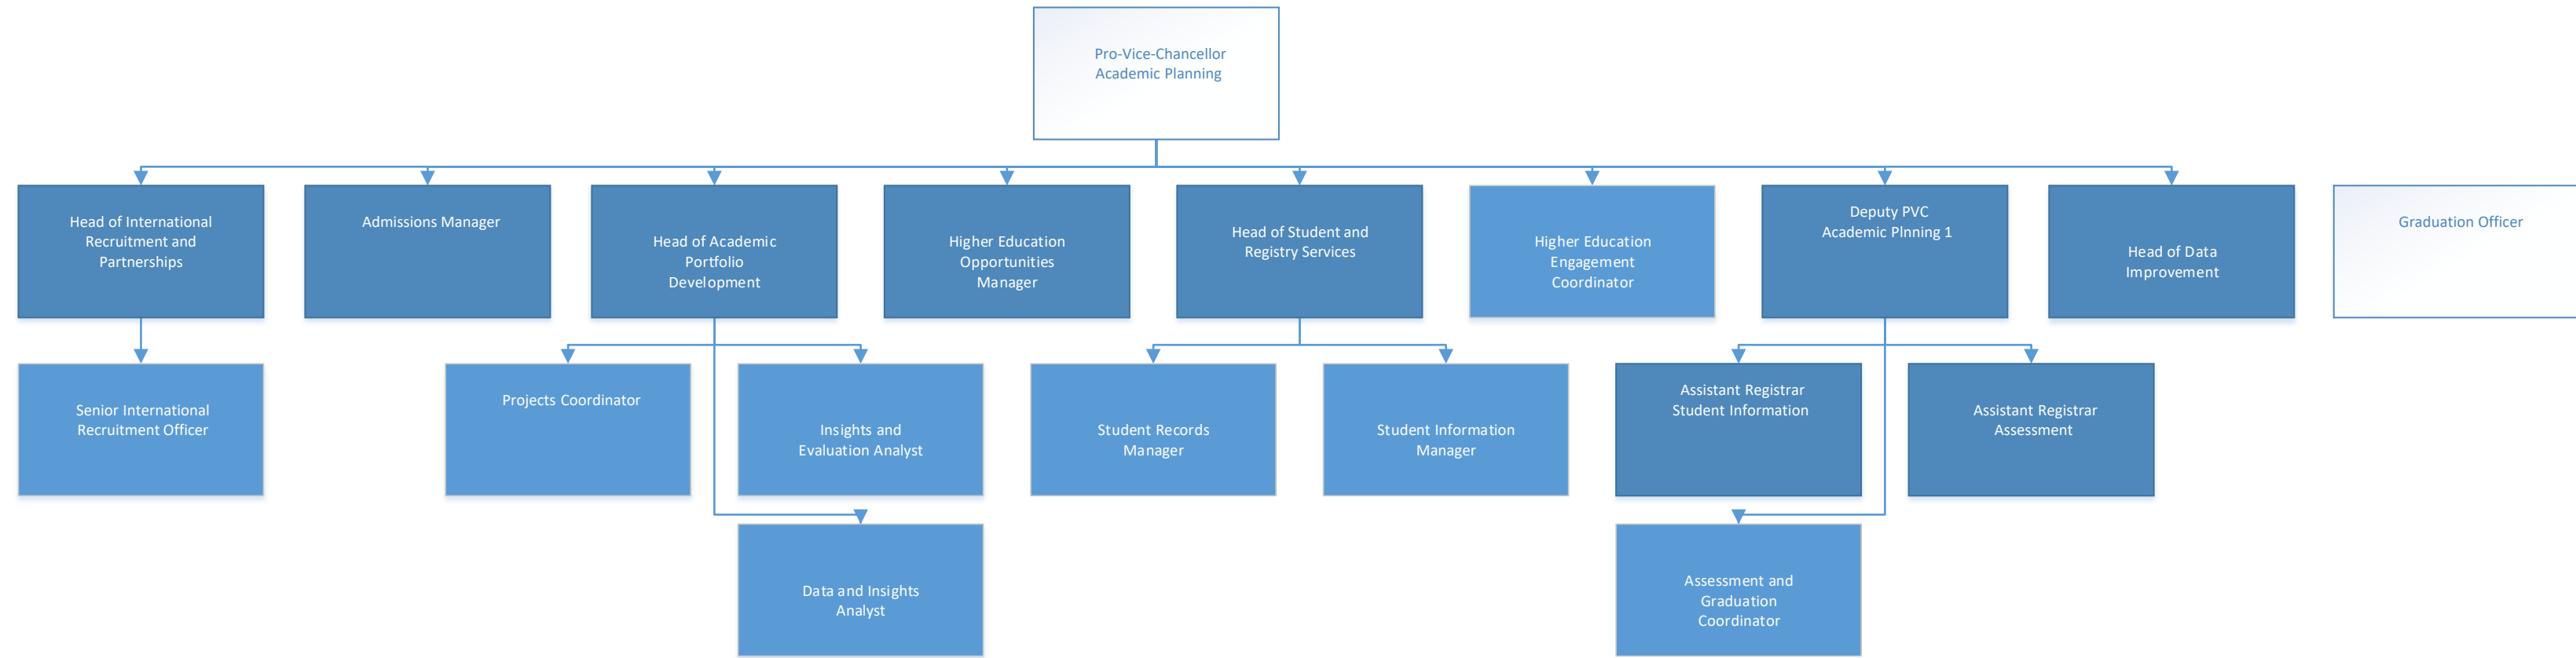 Pro-Vice-Chancellor
Academic Planning
Head of International
Recruitment and
Partnerships
Admissions Manager
Head of Academic
Portfolio
Development
Higher Education
Opportunities
Manager
Head of Student and
Registry Services
Higher Education
Engagement
Coordinator
Deputy PVC
Academic Plnning 1
Head of Data
Improvement
Graduation Officer
Senior International
Recruitment Officer
Projects Coordinator
Insights and
Evaluation Analyst
Student Records
Manager
Student Information
Manager
Assistant Registrar
Student Information
Assistant Registrar
Assessment
Data and Insights
Analyst
Assessment and
Graduation
Coordinator